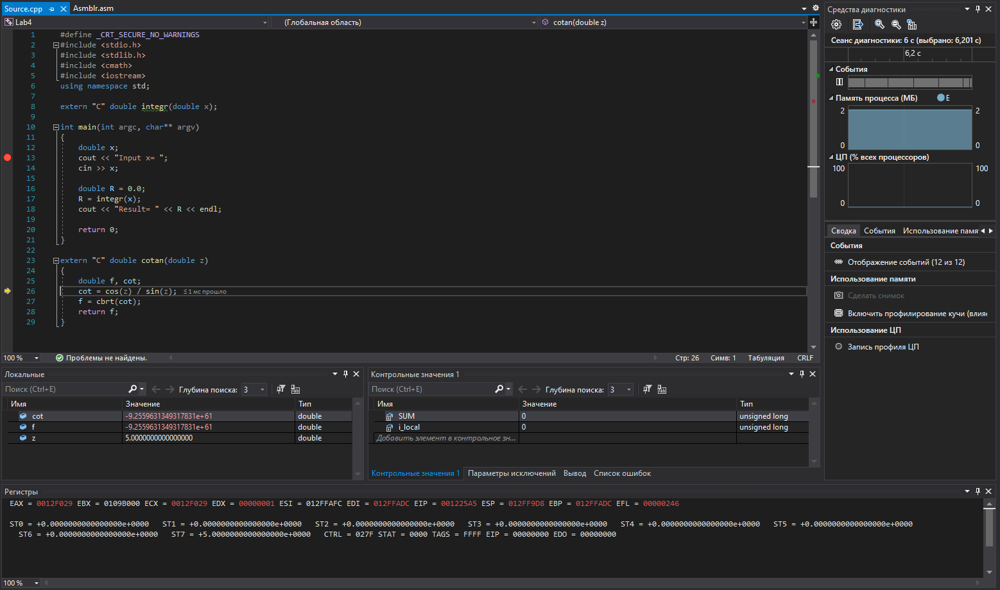 Source.cpp Asmblr.asm
Lab4 (Глобальная область) cotan(double z)
1 #define _CRT_SECURE_NO_WARNINGS
2 #include <stdio.h>
3 #include <stdlib.h>
4 #include <cmath>
5 #include <iostream>
6 using namespace std;
7
8 extern "C" double integr(double x);
9
10 int main(int argc, char** argv)
11 {
12 double x;
13 cout << "Input x= ";
14 cin >> x;
15
16 double R = 0.0;
17 R = integr(x);
18 cout << "Result= " << R << endl;
19
20 return 0;
21 }
22
23 extern "C" double cotan(double z)
24 {
25 double f, cot;
26 cot = cos(z) / sin(z); ≤ 1 мс прошло
27 f = cbrt(cot);
28 return f;
29 }
100 % Проблемы не найдены. Стр: 26 Симв: 1 Табуляция CRLF
Средства диагностики
Сеанс диагностики: 6 с (выбрано: 6,201 с)
6,2 с
События
Память процесса (МБ) Е
2 2
0 0
ЦП (% всех процессоров)
100 100
0 0
Сводка События Использование памя
События
Отображение событий (12 из 12)
Использование памяти
Сделать снимок
Включить профилирование кучи (влияе
Использование ЦП
Запись профиля ЦП
Локальные
Поиск (Ctrl+E) Глубина поиска: 3
Имя Значение Тип
cot -9.2559631349317831e+61 double
f -9.2559631349317831e+61 double
z 5.0000000000000000 double
Контрольные значения 1
Поиск (Ctrl+E) Глубина поиска: 3
Имя Значение Тип
SUM 0 unsigned long
i_local 0 unsigned long
Добавить элемент в контрольное зн...
Контрольные значения 1 Параметры исключений Вывод Список ошибок
Регистры
EAX = 0012F029 EBX = 0109B000 ECX = 0012F029 EDX = 00000001 ESI = 012FFAFC EDI = 012FFADC EIP = 001225A5 ESP = 012FF9D8 EBP = 012FFADC EFL = 00000246
ST0 = +0.0000000000000000e+0000 ST1 = +0.0000000000000000e+0000 ST2 = +0.0000000000000000e+0000 ST3 = +0.0000000000000000e+0000 ST4 = +0.0000000000000000e+0000 ST5 = +0.0000000000000000e+0000
ST6 = +0.0000000000000000e+0000 ST7 = +5.0000000000000000e+0000 CTRL = 027F STAT = 0000 TAGS = FFFF EIP = 00000000 EDO = 00000000
100 %